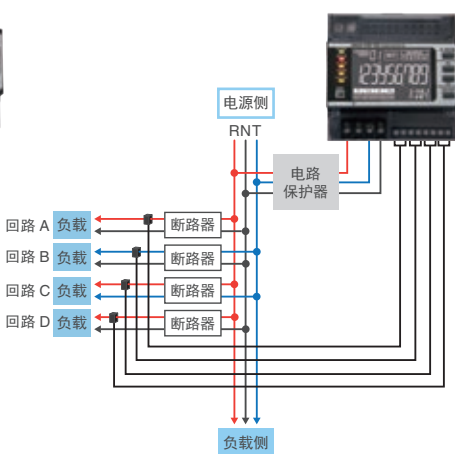 电源侧
RNT
电路
保护器
回路 A 负载 断路器
回路 B 负载 断路器
回路 C 负载 断路器
回路 D 负载 断路器
负载侧